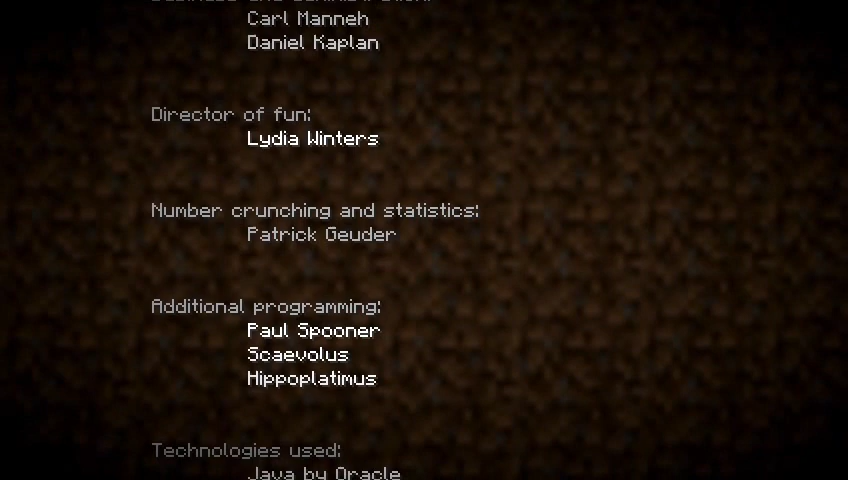 Carl Manneh
Daniel Kaplan
Director of fun:
Lydia Winters
Number crunching and statistics:
Patrick Geuder
Additional programming:
Paul Spooner
Scaevolus
Hippoplatimus
Technologies used:
Java by Oracle